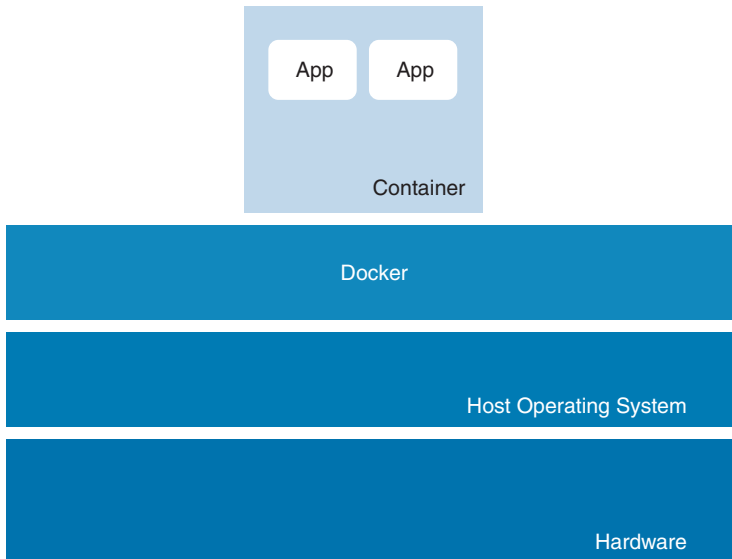 App App
Container
Docker
Host Operating System
Hardware